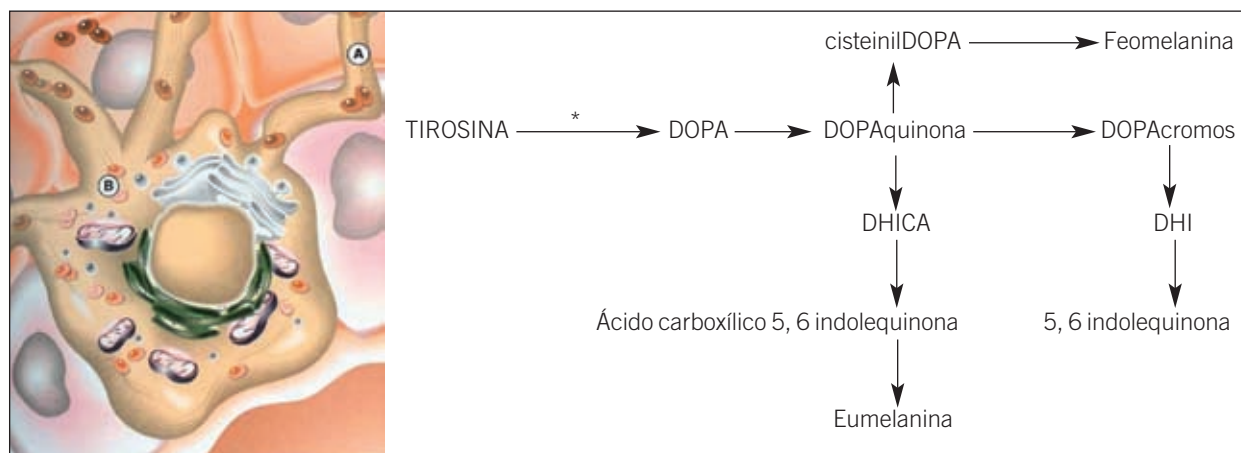 A
B
cisteinilDOPA Feomelanina
*
TIROSINA DOPA DOPAquinona DOPAcromos
DHICA DHI
Ácido carboxílico 5, 6 indolequinona 5, 6 indolequinona
Eumelanina